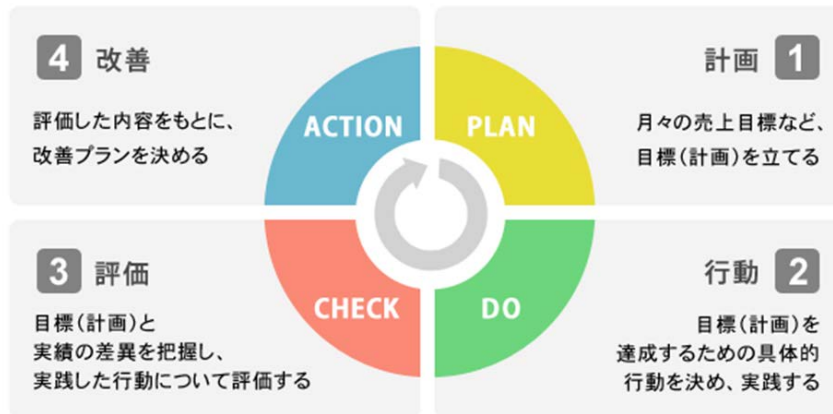 4 改善
評価した内容をもとに、
改善プランを決める
ACTION
PLAN
計画 1
月々の売上目標など、
目標(計画)を立てる
3 評価
目標(計画)と
実績の差異を把握し、
実践した行動について評価する
CHECK
DO
行動 2
目標(計画)を
達成するための具体的
行動を決め、実践する